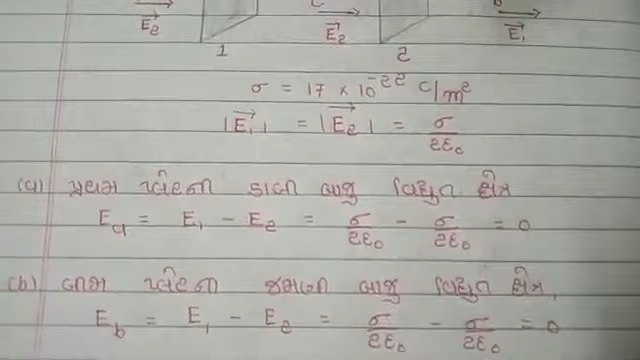 E₂⃗ E₂⃗ E₁⃗
1 2
σ = 17 × 10⁻²² C/m²
|E₁⃗| = |E₂⃗| = σ/2ε₀
(a) પ્રથમ પ્લેટની ડાબી બાજુ વિદ્યુત ક્ષેત્ર
Eₐ = E₁ - E₂ = σ/2ε₀ - σ/2ε₀ = 0
(b) પ્લેટની જમણી બાજુ વિદ્યુત ક્ષેત્ર,
E_b = E₁ - E₂ = σ/2ε₀ - σ/2ε₀ = 0